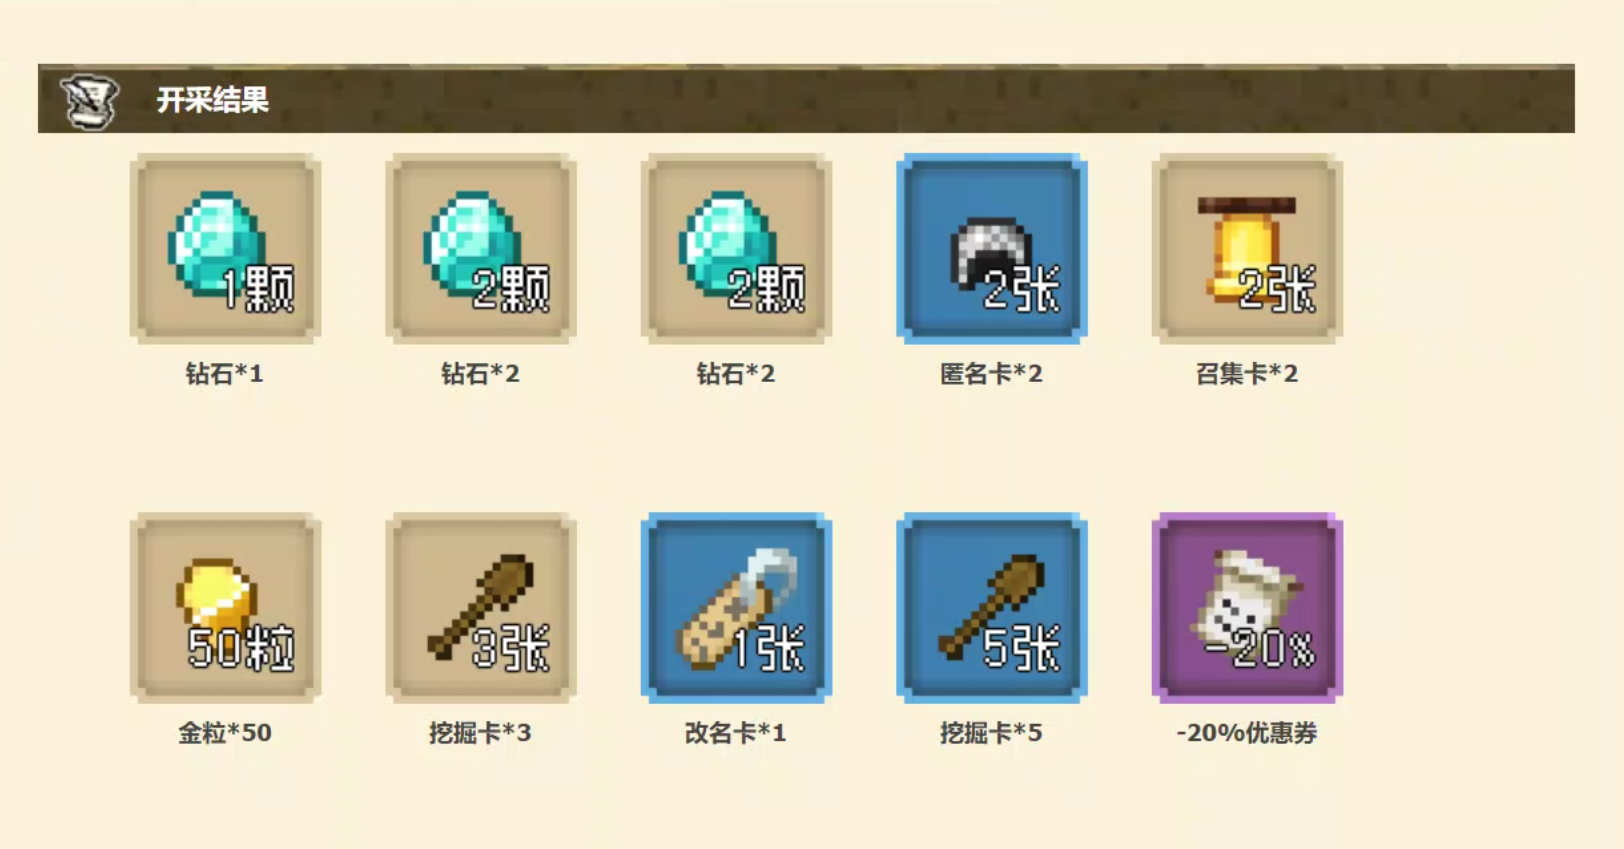 开采结果
1颗
2颗
2颗
2张
2张
钻石*1
钻石*2
钻石*2
匿名卡*2
召集卡*2
50粒
3张
1张
5张
-20%
金粒*50
挖掘卡*3
改名卡*1
挖掘卡*5
-20%优惠券